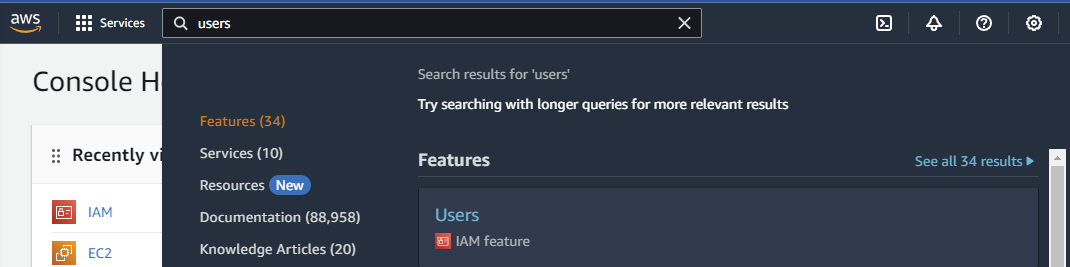 aws
Services
users
Console H
Recently vi
IAM
EC2
Features (34)
Services (10)
Resources New
Documentation (88,958)
Knowledge Articles (20)
Search results for 'users'
Try searching with longer queries for more relevant results
Features
See all 34 results
Users
IAM feature